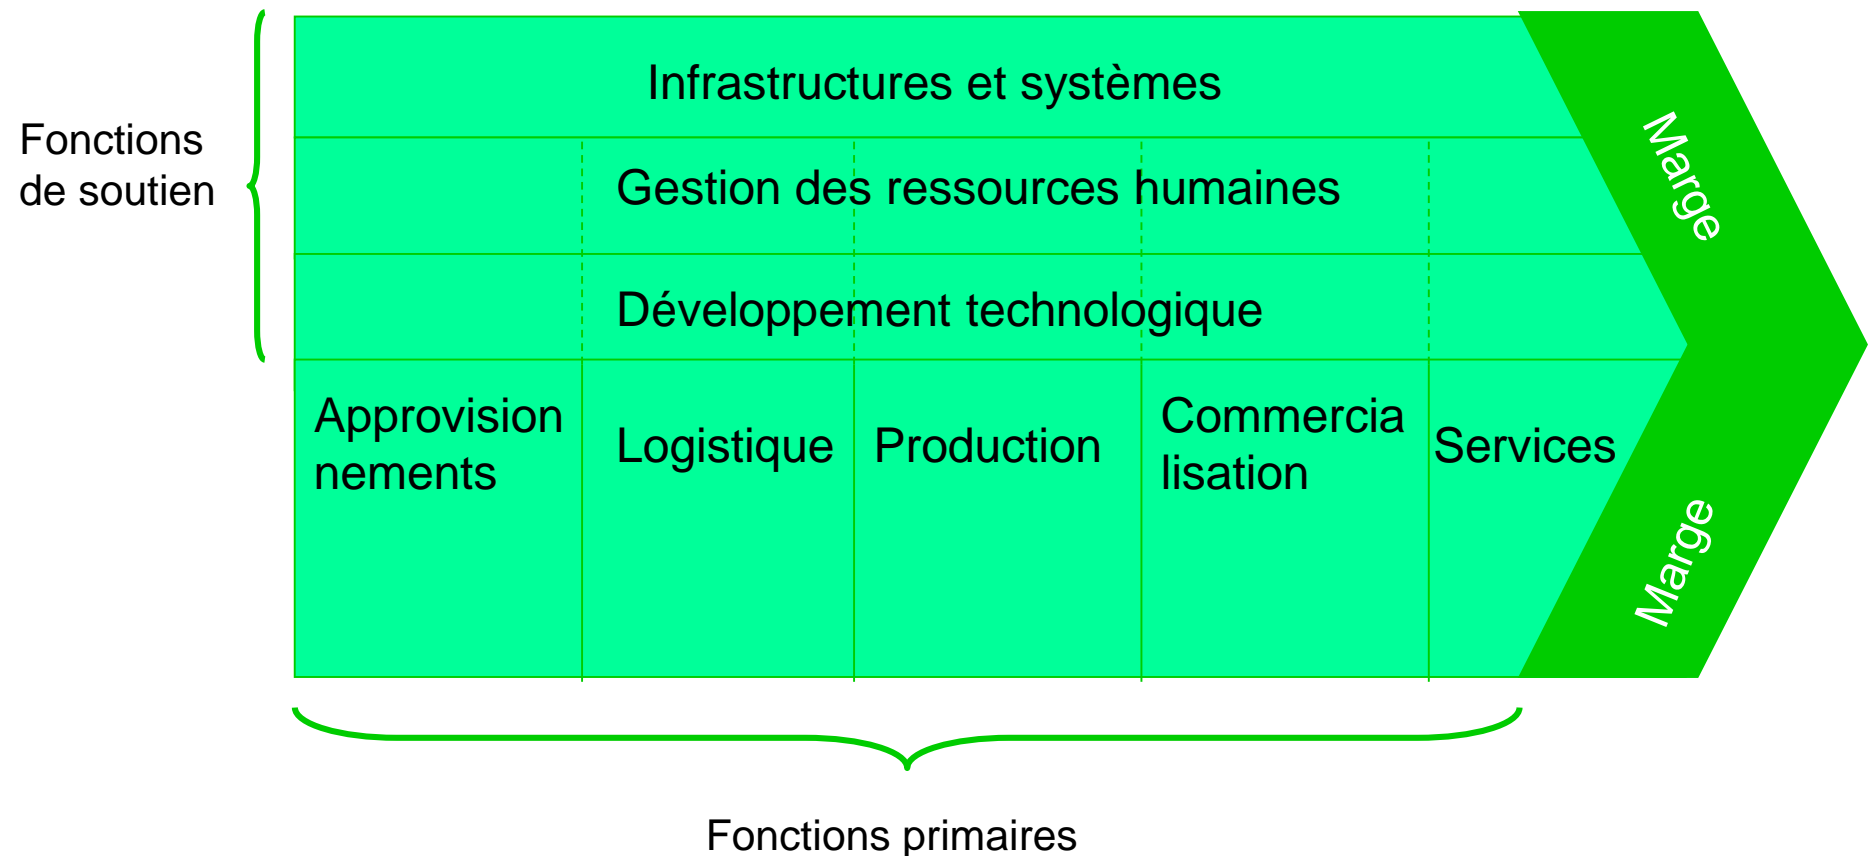 Infrastructures et systèmes
Fonctions
de soutien
Gestion des ressources humaines
Développement technologique
Marge
Approvision
nements
Logistique
Production
Commercia
lisation
Services
Marge
Fonctions primaires